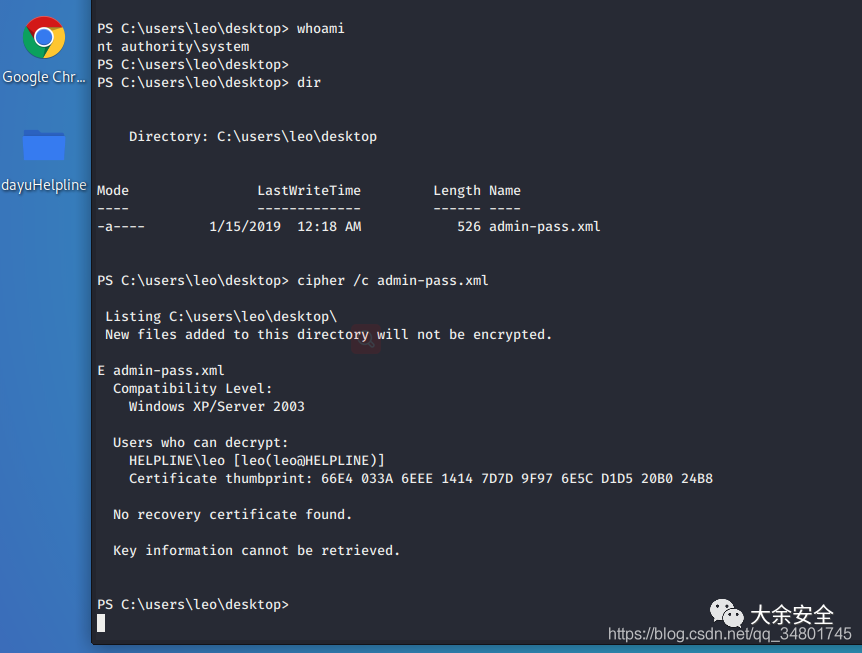 Google Chr...
dayuHelpline
PS C:\users\leo\desktop> whoami
nt authority\system
PS C:\users\leo\desktop>
PS C:\users\leo\desktop> dir
Directory: C:\users\leo\desktop
Mode LastWriteTime Length Name
---- ------------- ------ ----
-a---- 1/15/2019 12:18 AM 526 admin-pass.xml
PS C:\users\leo\desktop> cipher /c admin-pass.xml
Listing C:\users\leo\desktop\
New files added to this directory will not be encrypted.
E admin-pass.xml
Compatibility Level:
Windows XP/Server 2003
Users who can decrypt:
HELPLINE\leo [leo(leo@HELPLINE)]
Certificate thumbprint: 66E4 033A 6EEE 1414 7D7D 9F97 6E5C D1D5 20B0 24B8
No recovery certificate found.
Key information cannot be retrieved.
PS C:\users\leo\desktop>
大余安全
https://blog.csdn.net/qq_34801745